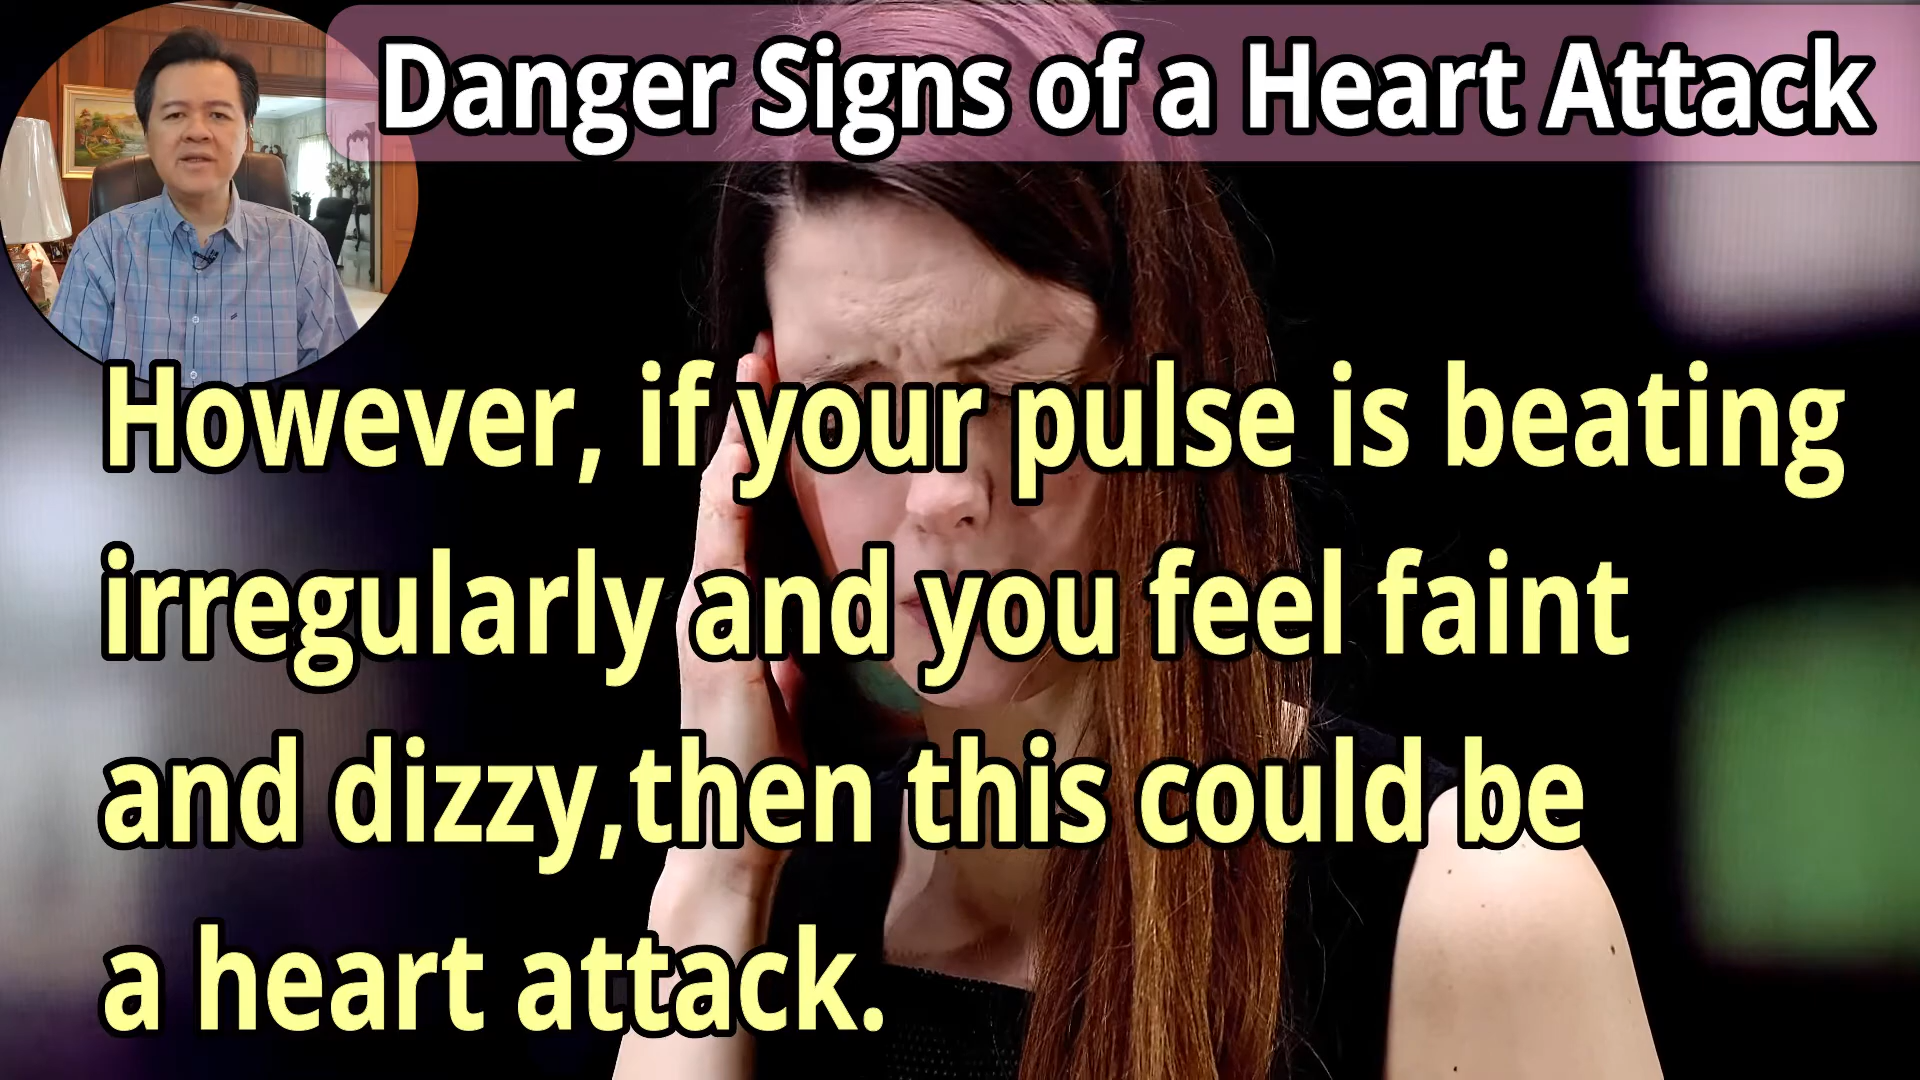 Danger Signs of a Heart Attack
However, if your pulse is beating
irregularly and you feel faint
and dizzy,then this could be
a heart attack.